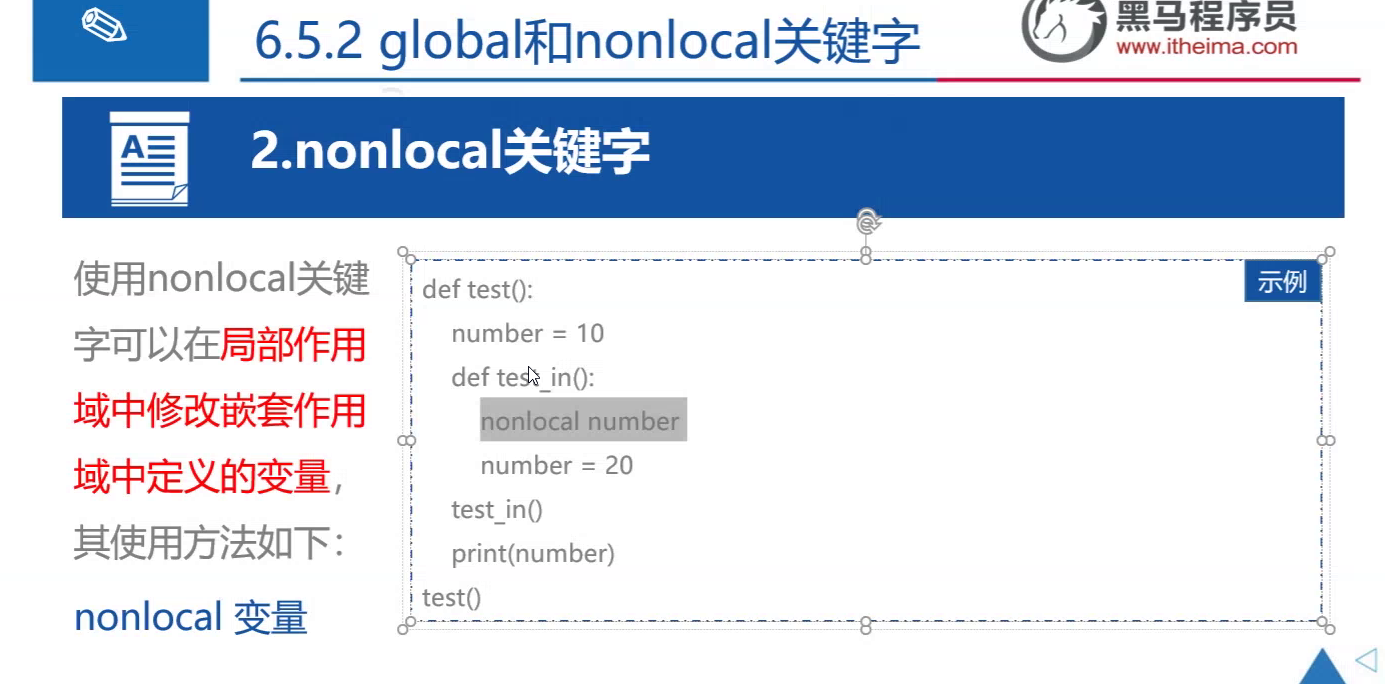 6.5.2 global和nonlocal关键字
黑马程序员
www.itheima.com
A
2.nonlocal关键字
使用nonlocal关键
字可以在局部作用
域中修改嵌套作用
域中定义的变量，
其使用方法如下：
nonlocal 变量
示例
def test():
number = 10
def test_in():
nonlocal number
number = 20
test_in()
print(number)
test()